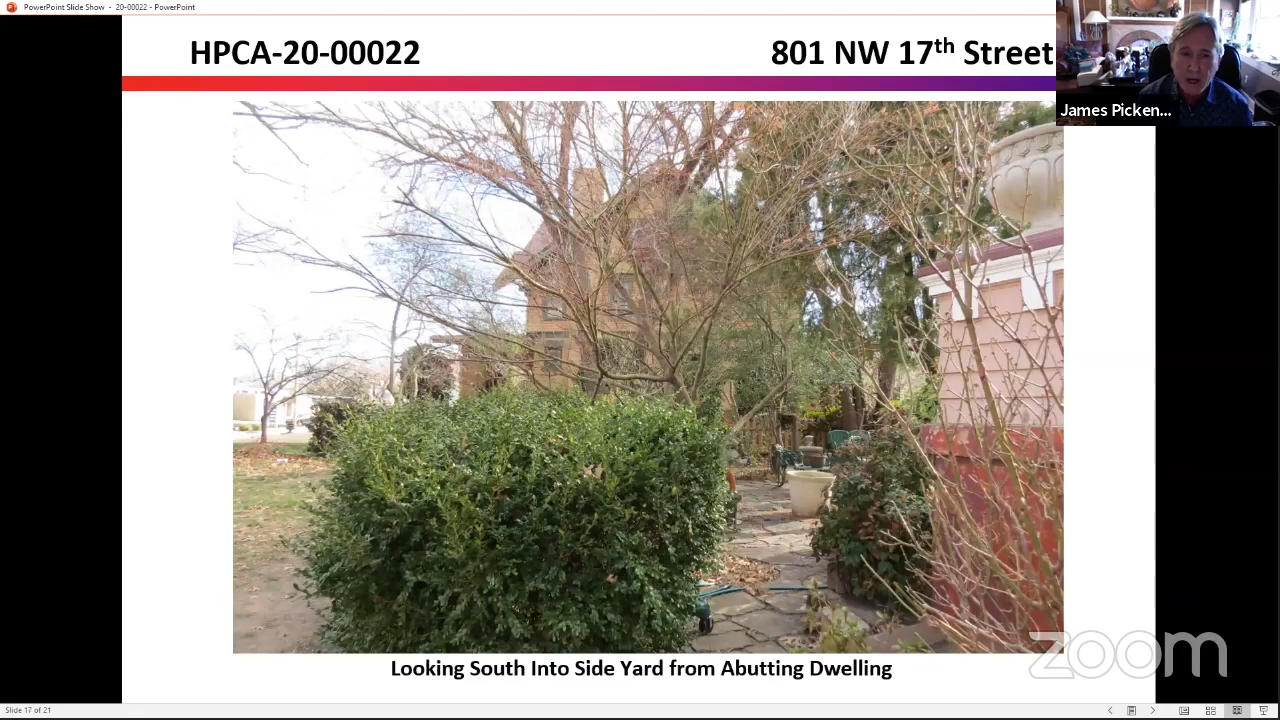 PowerPoint Slide Show - 20-00022 - PowerPoint
HPCA-20-00022
801 NW 17th Street
James Picken...
Looking South Into Side Yard from Abutting Dwelling
zoom
Slide 17 of 21